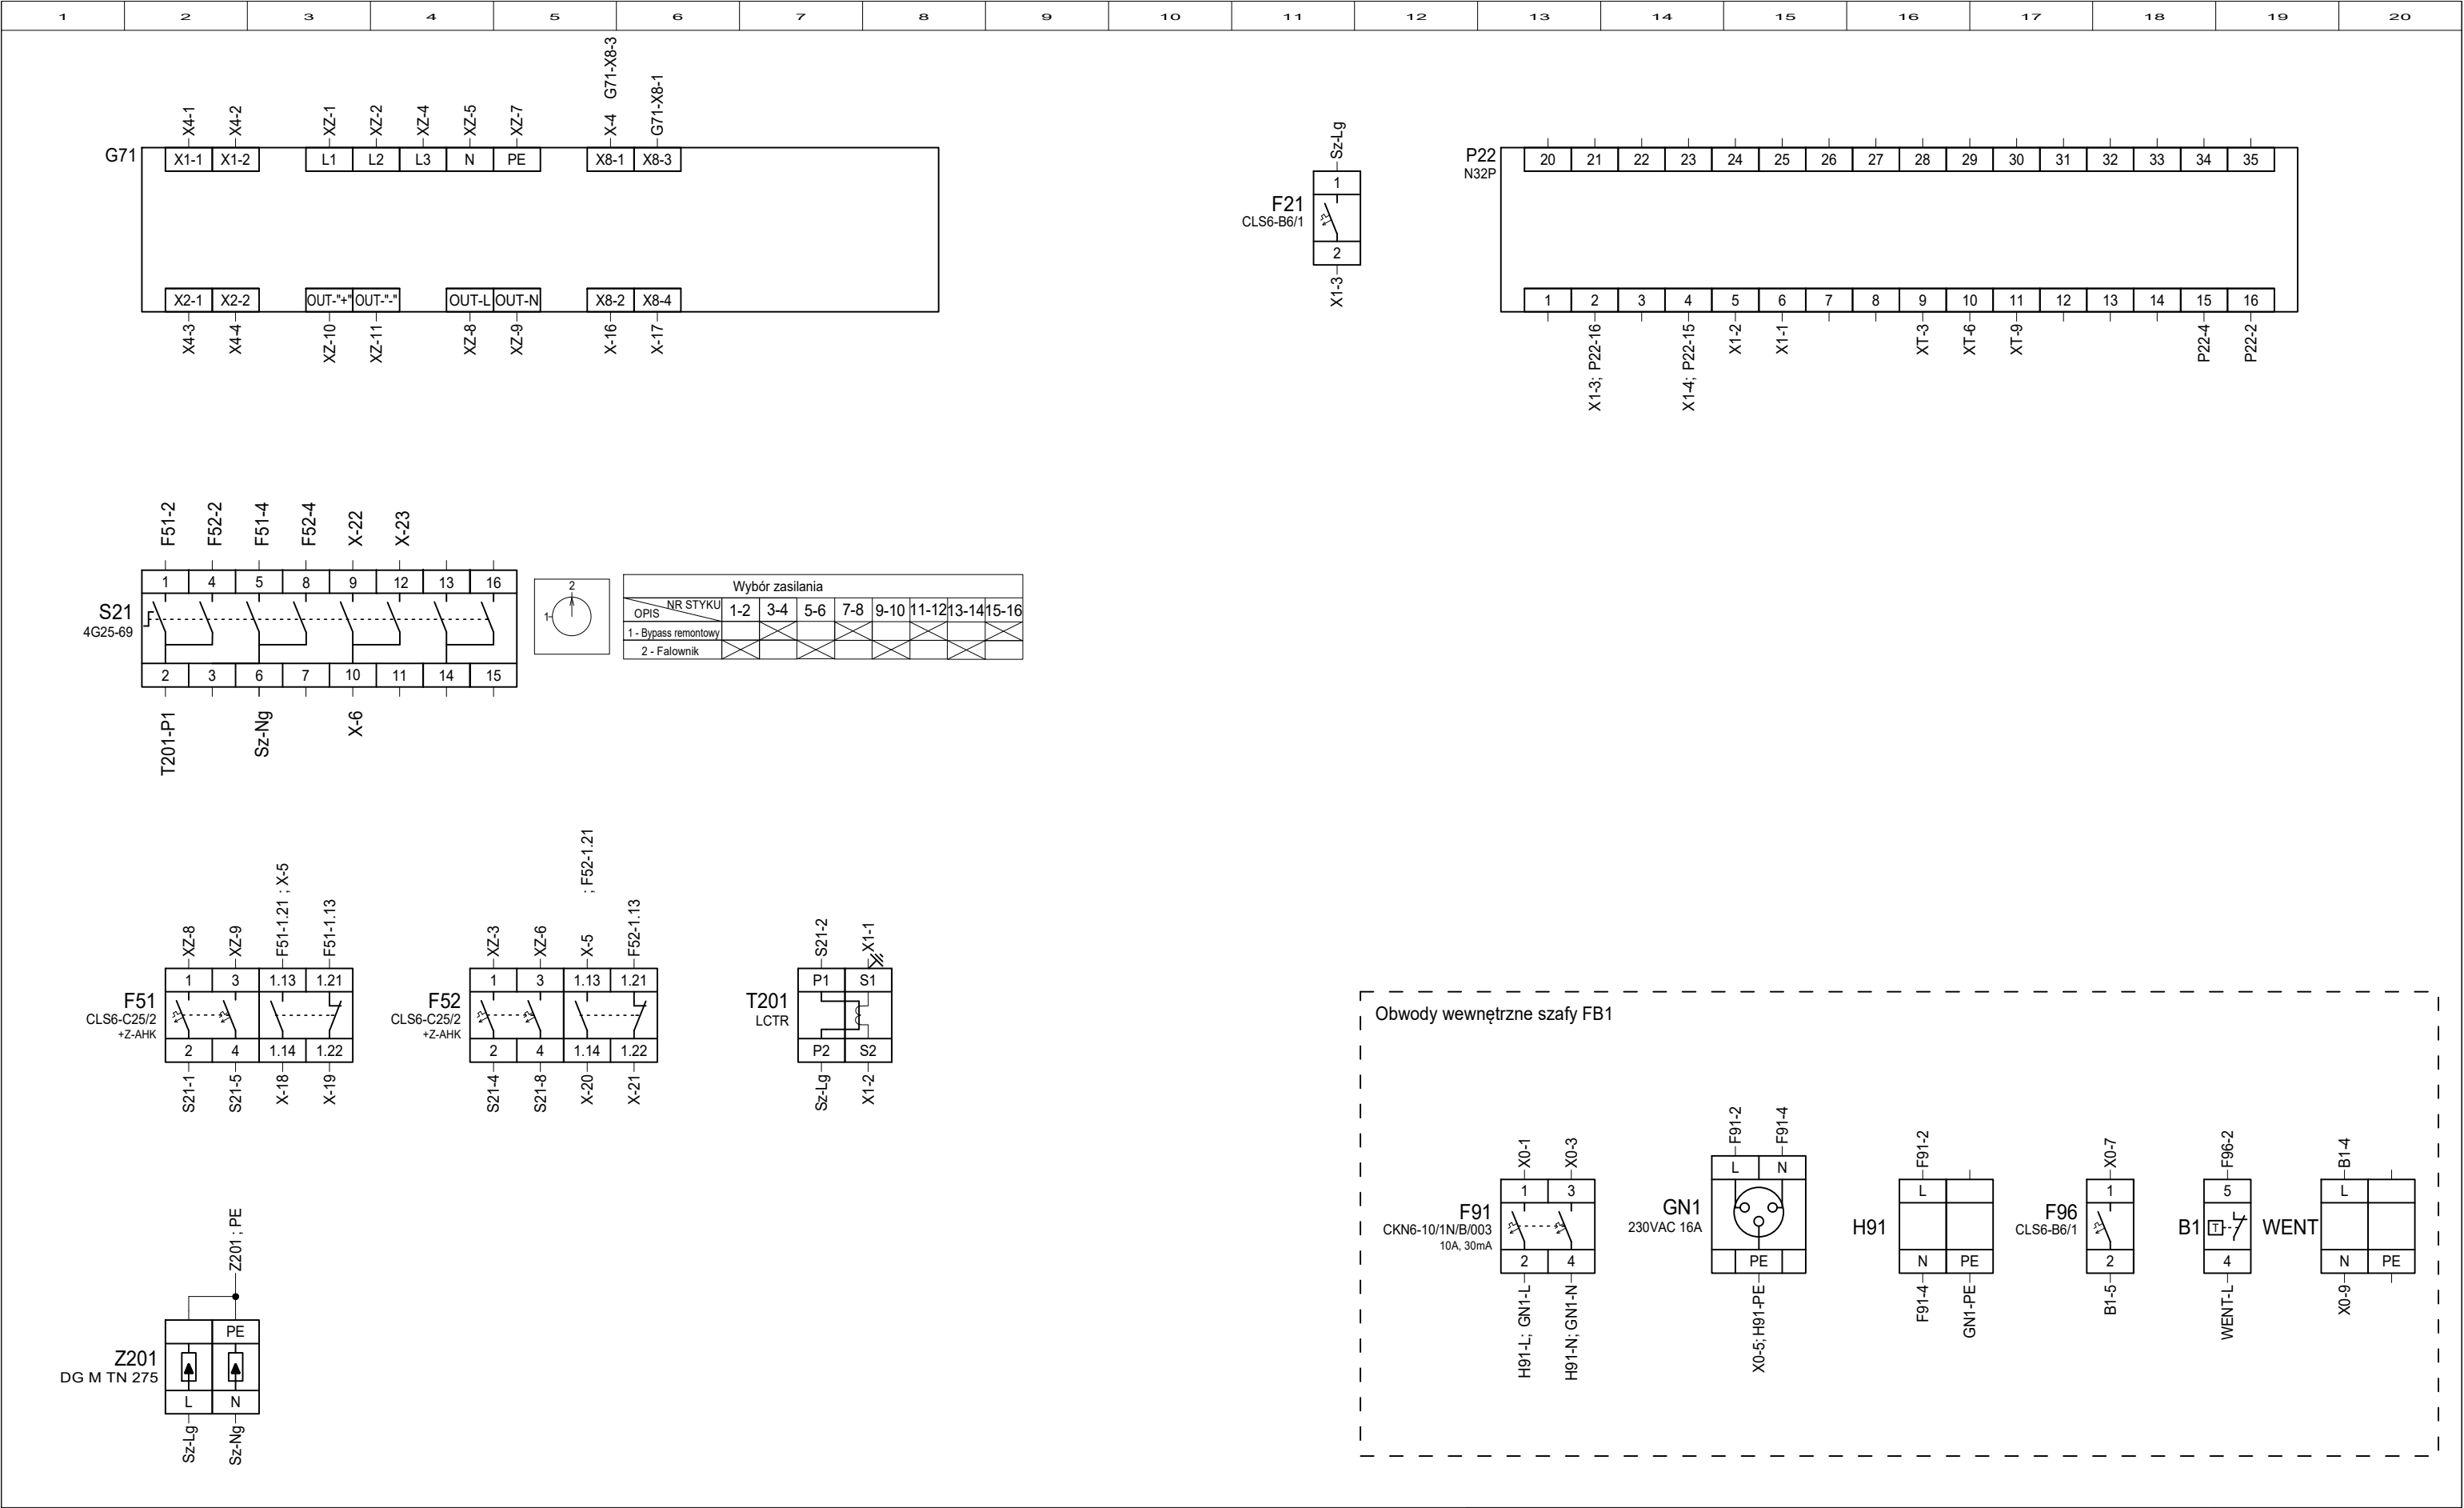 1 2 3 4 5 6 7 8 9 10 11 12 13 14 15 16 17 18 19 20
X4-1 X4-2 XZ-1 XZ-2 XZ-4 XZ-5 XZ-7 X-4 G71-X8-3 G71-X8-1
G71
X1-1 X1-2 L1 L2 L3 N PE X8-1 X8-3
X2-1 X2-2 OUT-"+" OUT-"-" OUT-L OUT-N X8-2 X8-4
X4-3 X4-4 XZ-10 XZ-11 XZ-8 XZ-9 X-16 X-17
Sz-Lg
1
F21
CLS6-B6/1
2
X1-3
P22
N32P
20 21 22 23 24 25 26 27 28 29 30 31 32 33 34 35
1 2 3 4 5 6 7 8 9 10 11 12 13 14 15 16
X1-3; P22-16 X1-4; P22-15 X1-2 X1-1 XT-3 XT-6 XT-9 P22-4 P22-2
F51-2 F52-2 F51-4 F52-4 X-22 X-23
1 4 5 8 9 12 13 16
S21
4G25-69
2 3 6 7 10 11 14 15
T201-P1 Sz-Ng X-6
2
1
Wybór zasilania
OPIS NR STYKU 1-2 3-4 5-6 7-8 9-10 11-12 13-14 15-16
1 - Bypass remontowy
2 - Falownik
XZ-8 XZ-9 F51-1.21 ; X-5 F51-1.13
1 3 1.13 1.21
F51
CLS6-C25/2
+Z-AHK
2 4 1.14 1.22
S21-1 S21-5 X-18 X-19
XZ-3 XZ-6 X-5 ; F52-1.21 F52-1.13
1 3 1.13 1.21
F52
CLS6-C25/2
+Z-AHK
2 4 1.14 1.22
S21-4 S21-8 X-20 X-21
S21-2 X1-1
P1 S1
T201
LCTR
P2 S2
Sz-Lg X1-2
Z201 ; PE
PE
Z201
DG M TN 275
L N
Sz-Lg Sz-Ng
Obwody wewnętrzne szafy FB1
X0-1 X0-3
1 3
F91
CKN6-10/1N/B/003
10A, 30mA
2 4
H91-L; GN1-L H91-N; GN1-N
F91-2 F91-4
L N
GN1
230VAC 16A
PE
X0-5; H91-PE
F91-2
L
H91
N PE
F91-4 GN1-PE
X0-7
1
F96
CLS6-B6/1
2
B1-5
F96-2
5
B1
T
4
WENT-L
B1-4
L
WENT
N PE
X0-9